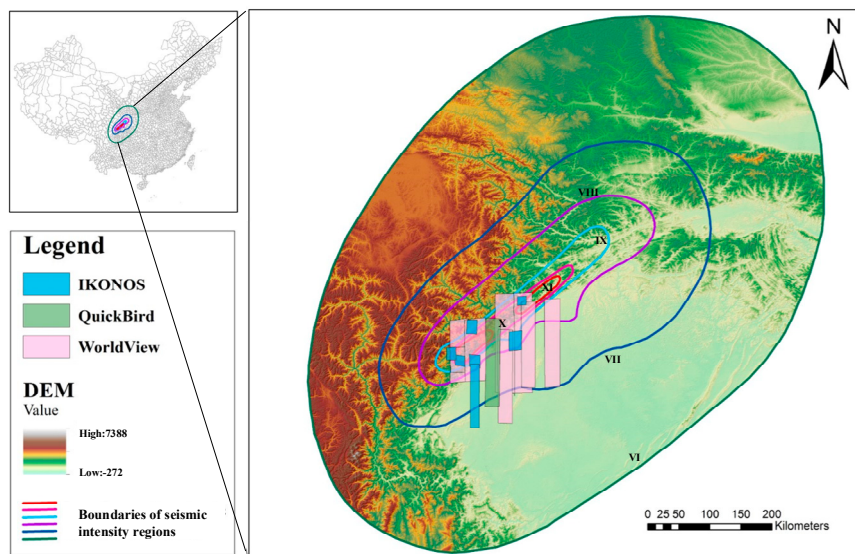 N
VIII
IX
XI
X
VII
VI
0 25 50 100 150 200
Kilometers
Legend
IKONOS
QuickBird
WorldView
DEM
Value
High:7388
Low:-272
Boundaries of seismic
intensity regions